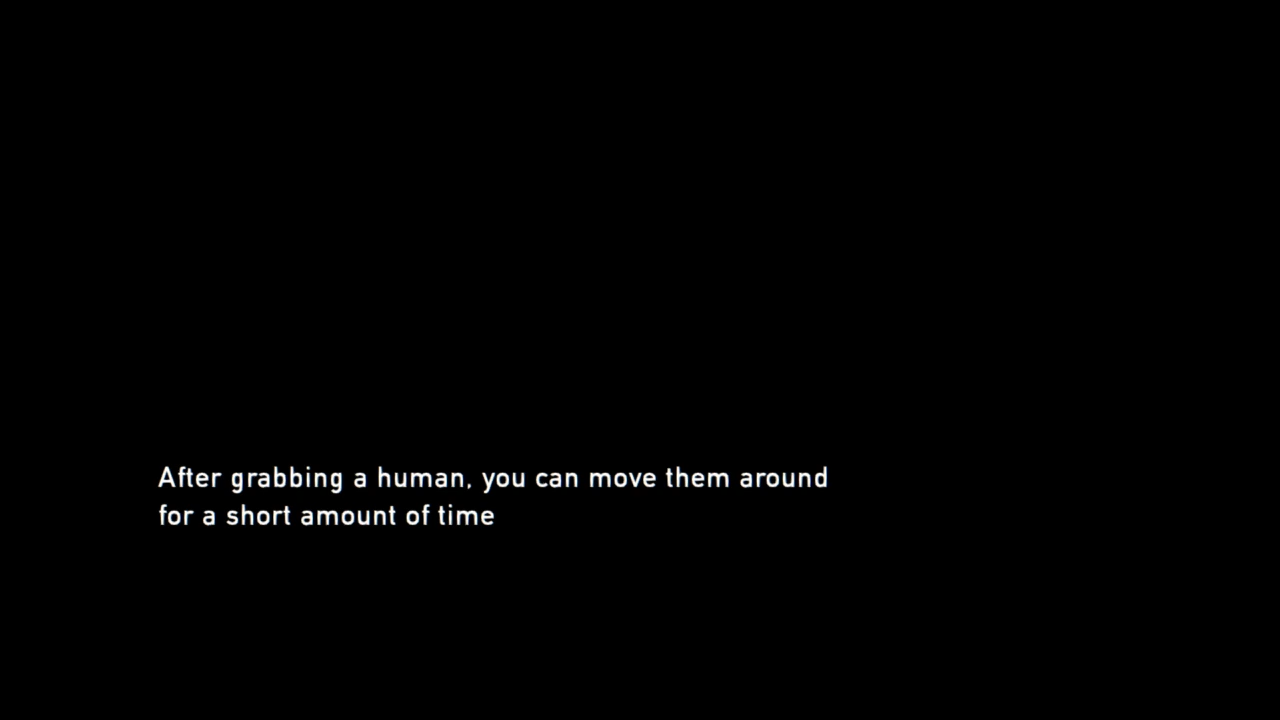 After grabbing a human, you can move them around
for a short amount of time